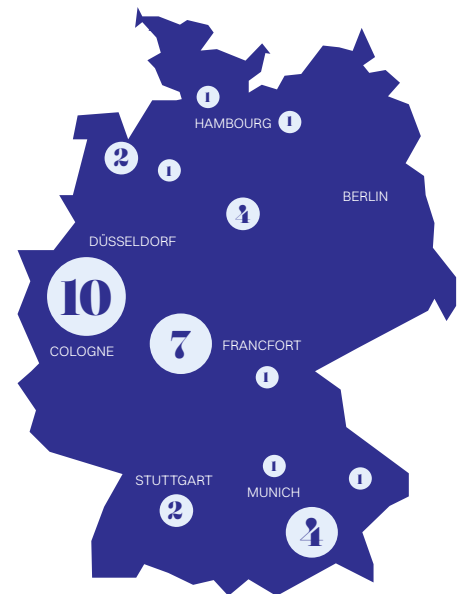 1
HAMBOURG
1
2
1
BERLIN
4
DÜSSELDORF
10
7
FRANCFORT
COLOGNE
1
1
STUTTGART
1
MUNICH
2
4